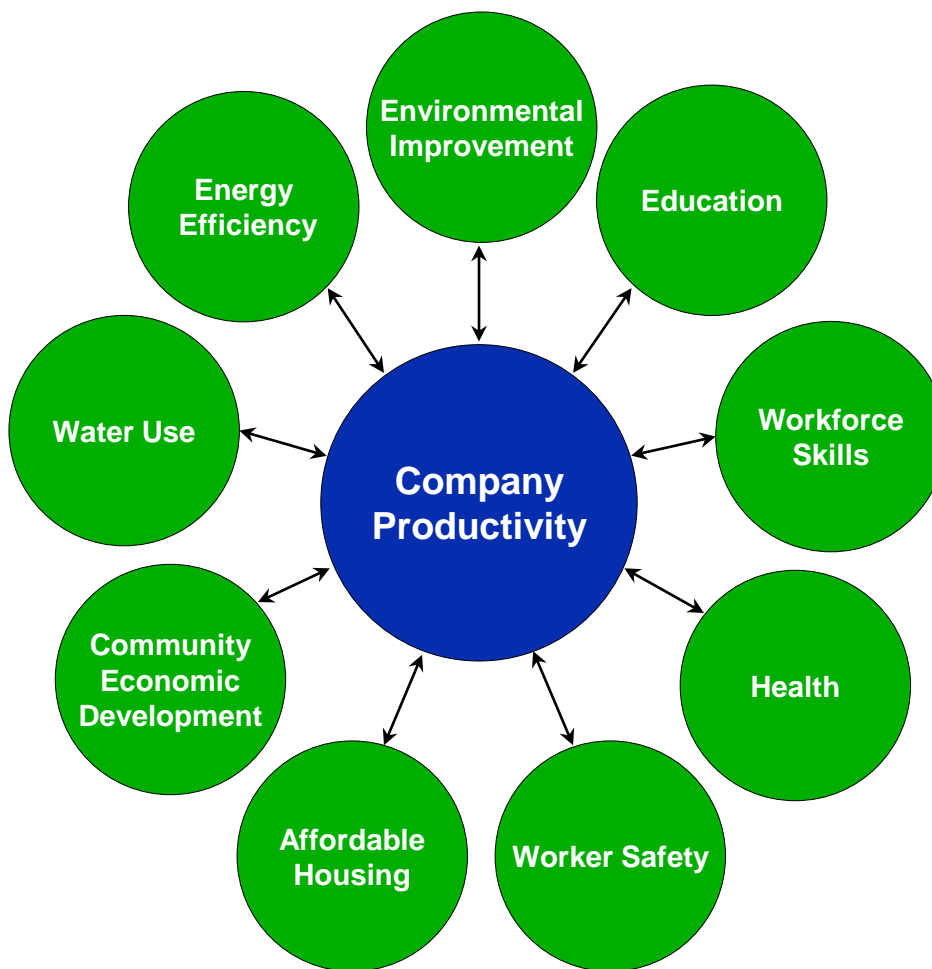 Environmental
Improvement
Education
Workforce
Skills
Health
Worker Safety
Affordable
Housing
Community
Economic
Development
Water Use
Energy
Efficiency
Company
Productivity